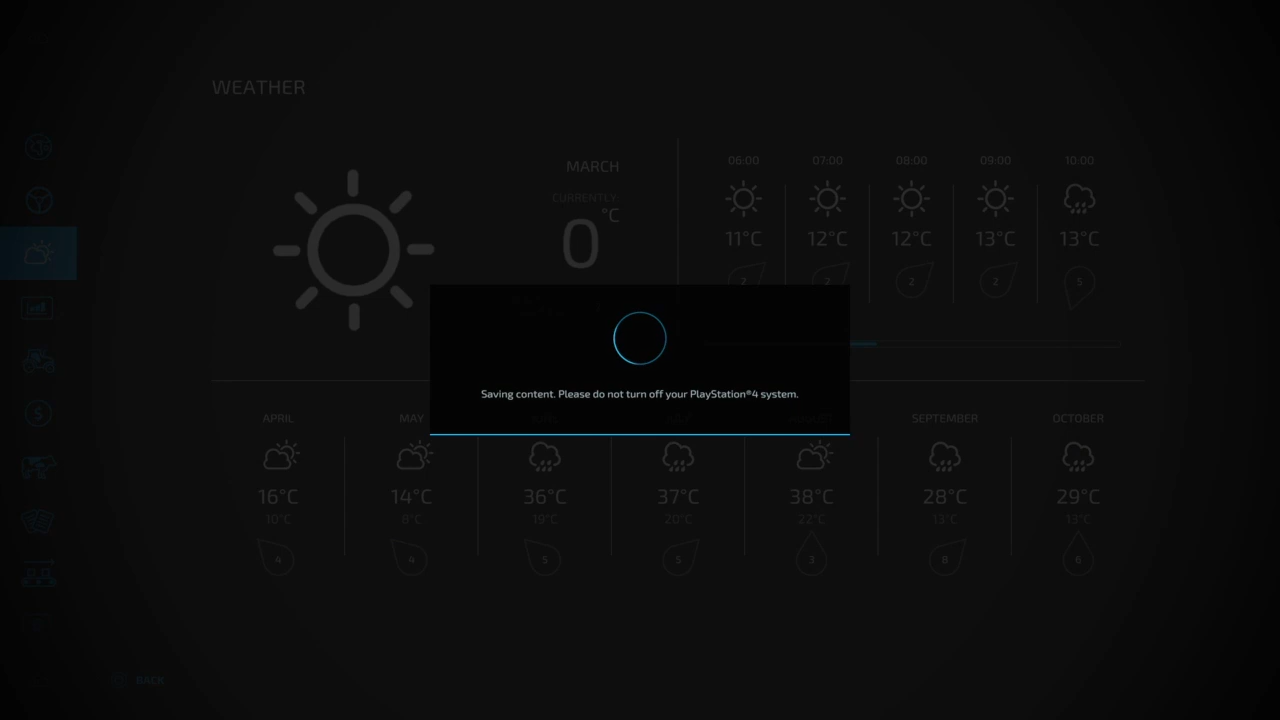 WEATHER
MARCH
CURRENTLY
0 °C
06:00 07:00 08:00 09:00 10:00
11°C 12°C 12°C 13°C 13°C
2 2 2 2 5
Saving content. Please do not turn off your PlayStation®4 system.
APRIL MAY SEPTEMBER OCTOBER
16°C 14°C 36°C 37°C 38°C 28°C 29°C
10°C 8°C 19°C 20°C 22°C 13°C 13°C
4 4 5 5 3 8 6
BACK